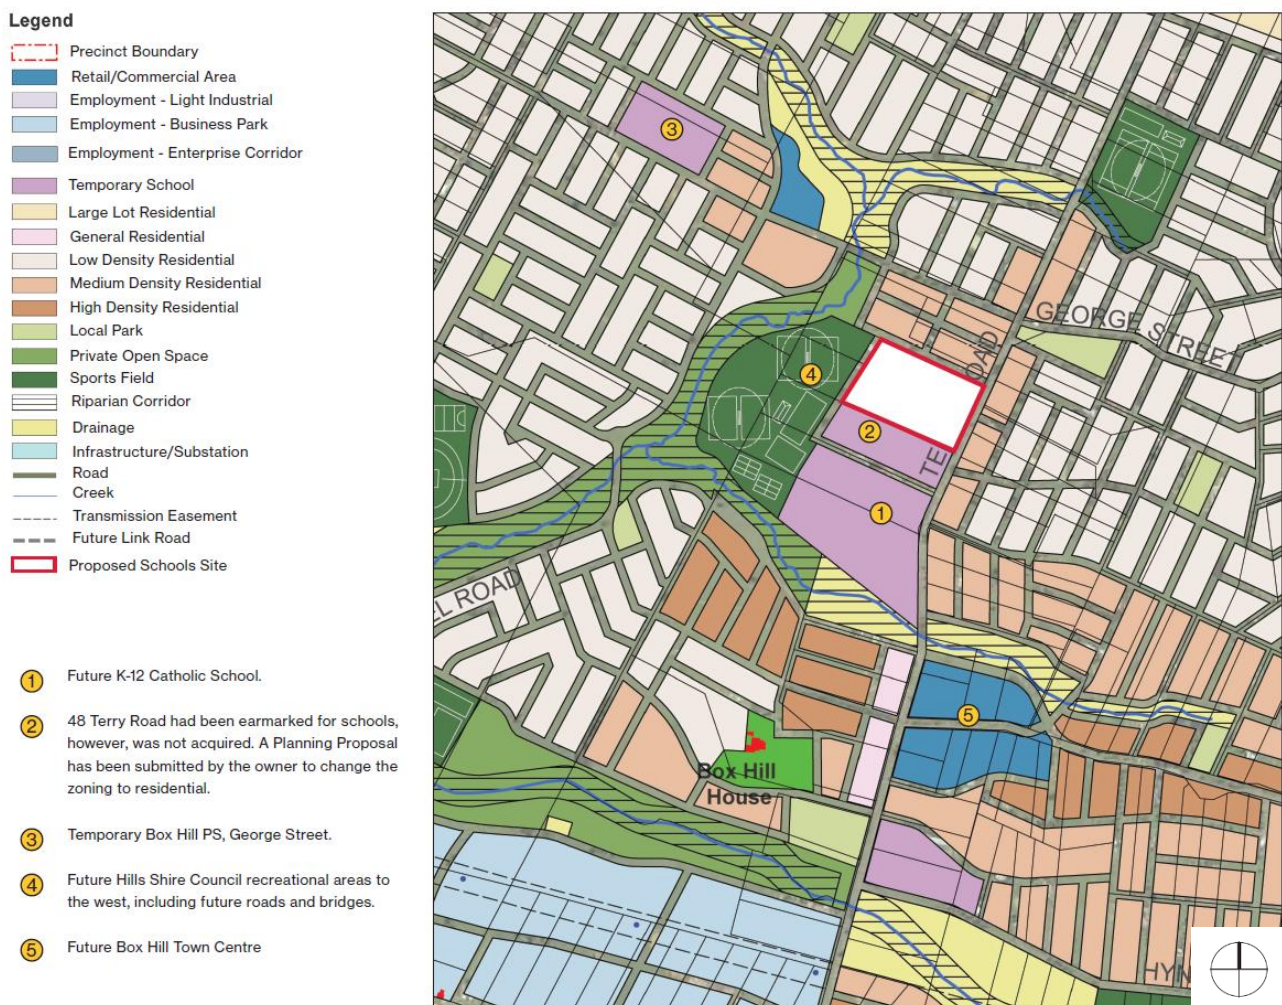 Legend
Precinct Boundary
Retail/Commercial Area
Employment - Light Industrial
Employment - Business Park
Employment - Enterprise Corridor
Temporary School
Large Lot Residential
General Residential
Low Density Residential
Medium Density Residential
High Density Residential
Local Park
Private Open Space
Sports Field
Riparian Corridor
Drainage
Infrastructure/Substation
Road
Creek
Transmission Easement
Future Link Road
Proposed Schools Site
1
Future K-12 Catholic School.
2
48 Terry Road had been earmarked for schools,
however, was not acquired. A Planning Proposal
has been submitted by the owner to change the
zoning to residential.
3
Temporary Box Hill PS, George Street.
4
Future Hills Shire Council recreational areas to
the west, including future roads and bridges.
5
Future Box Hill Town Centre
3
GEORGE STREET
OAD
4
2
TE
1
EL ROAD
5
Box Hill
House
HYN